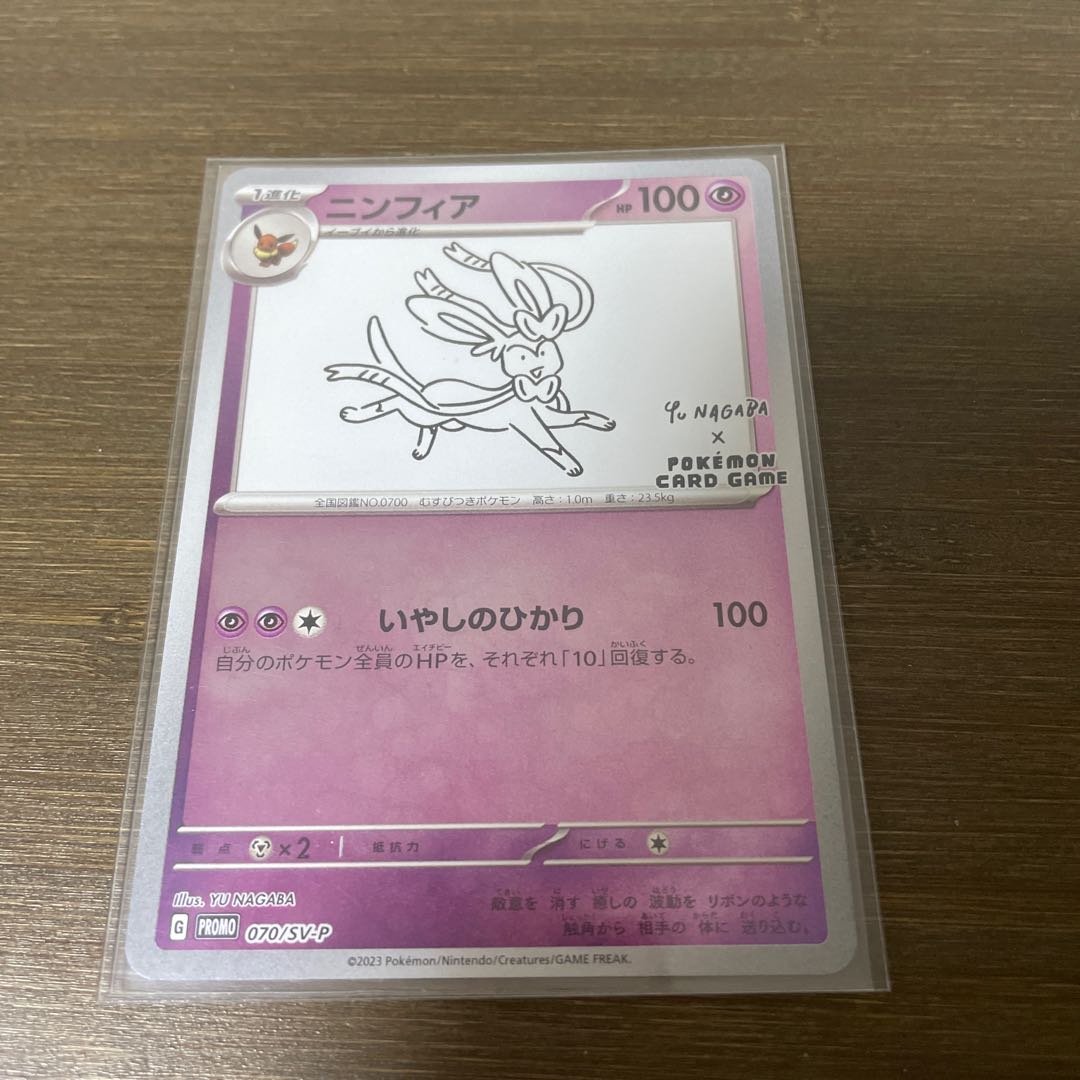 1進化
ニンフィア
HP 100
イーブイから進化
Yu NAGABA
×
POKÉMON
CARD GAME
全国図鑑NO.0700 むすびつきポケモン 高さ：1.0m 重さ：23.5kg
いやしのひかり 100
じぶん ぜんいん エイチピー かいふく
自分のポケモン全員のHPを、それぞれ「10」回復する。
弱点 ×2 抵抗力 にげる
Illus. YU NAGABA
てきい け いや はどう
敵意を 消す 癒しの 波動を リボンのような
しょっかく あいて からだ おく こ
触角から 相手の 体に 送り込む。
G PROMO 070/SV-P
©2023 Pokémon/Nintendo/Creatures/GAME FREAK.